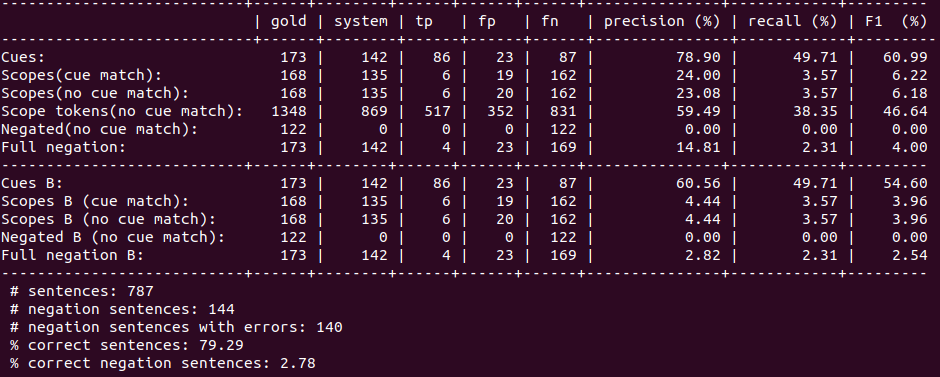 ---------------------------+------+--------+------+------+------+---------------+------------+---------
| gold | system | tp | fp | fn | precision (%) | recall (%) | F1 (%)
---------------------------+------+--------+------+------+------+---------------+------------+---------
Cues: 173 | 142 | 86 | 23 | 87 | 78.90 | 49.71 | 60.99
Scopes(cue match): 168 | 135 | 6 | 19 | 162 | 24.00 | 3.57 | 6.22
Scopes(no cue match): 168 | 135 | 6 | 20 | 162 | 23.08 | 3.57 | 6.18
Scope tokens(no cue match): 1348 | 869 | 517 | 352 | 831 | 59.49 | 38.35 | 46.64
Negated(no cue match): 122 | 0 | 0 | 0 | 122 | 0.00 | 0.00 | 0.00
Full negation: 173 | 142 | 4 | 23 | 169 | 14.81 | 2.31 | 4.00
---------------------------+------+--------+------+------+------+---------------+------------+---------
Cues B: 173 | 142 | 86 | 23 | 87 | 60.56 | 49.71 | 54.60
Scopes B (cue match): 168 | 135 | 6 | 19 | 162 | 4.44 | 3.57 | 3.96
Scopes B (no cue match): 168 | 135 | 6 | 20 | 162 | 4.44 | 3.57 | 3.96
Negated B (no cue match): 122 | 0 | 0 | 0 | 122 | 0.00 | 0.00 | 0.00
Full negation B: 173 | 142 | 4 | 23 | 169 | 2.82 | 2.31 | 2.54
---------------------------+------+--------+------+------+------+---------------+------------+---------
# sentences: 787
# negation sentences: 144
# negation sentences with errors: 140
% correct sentences: 79.29
% correct negation sentences: 2.78